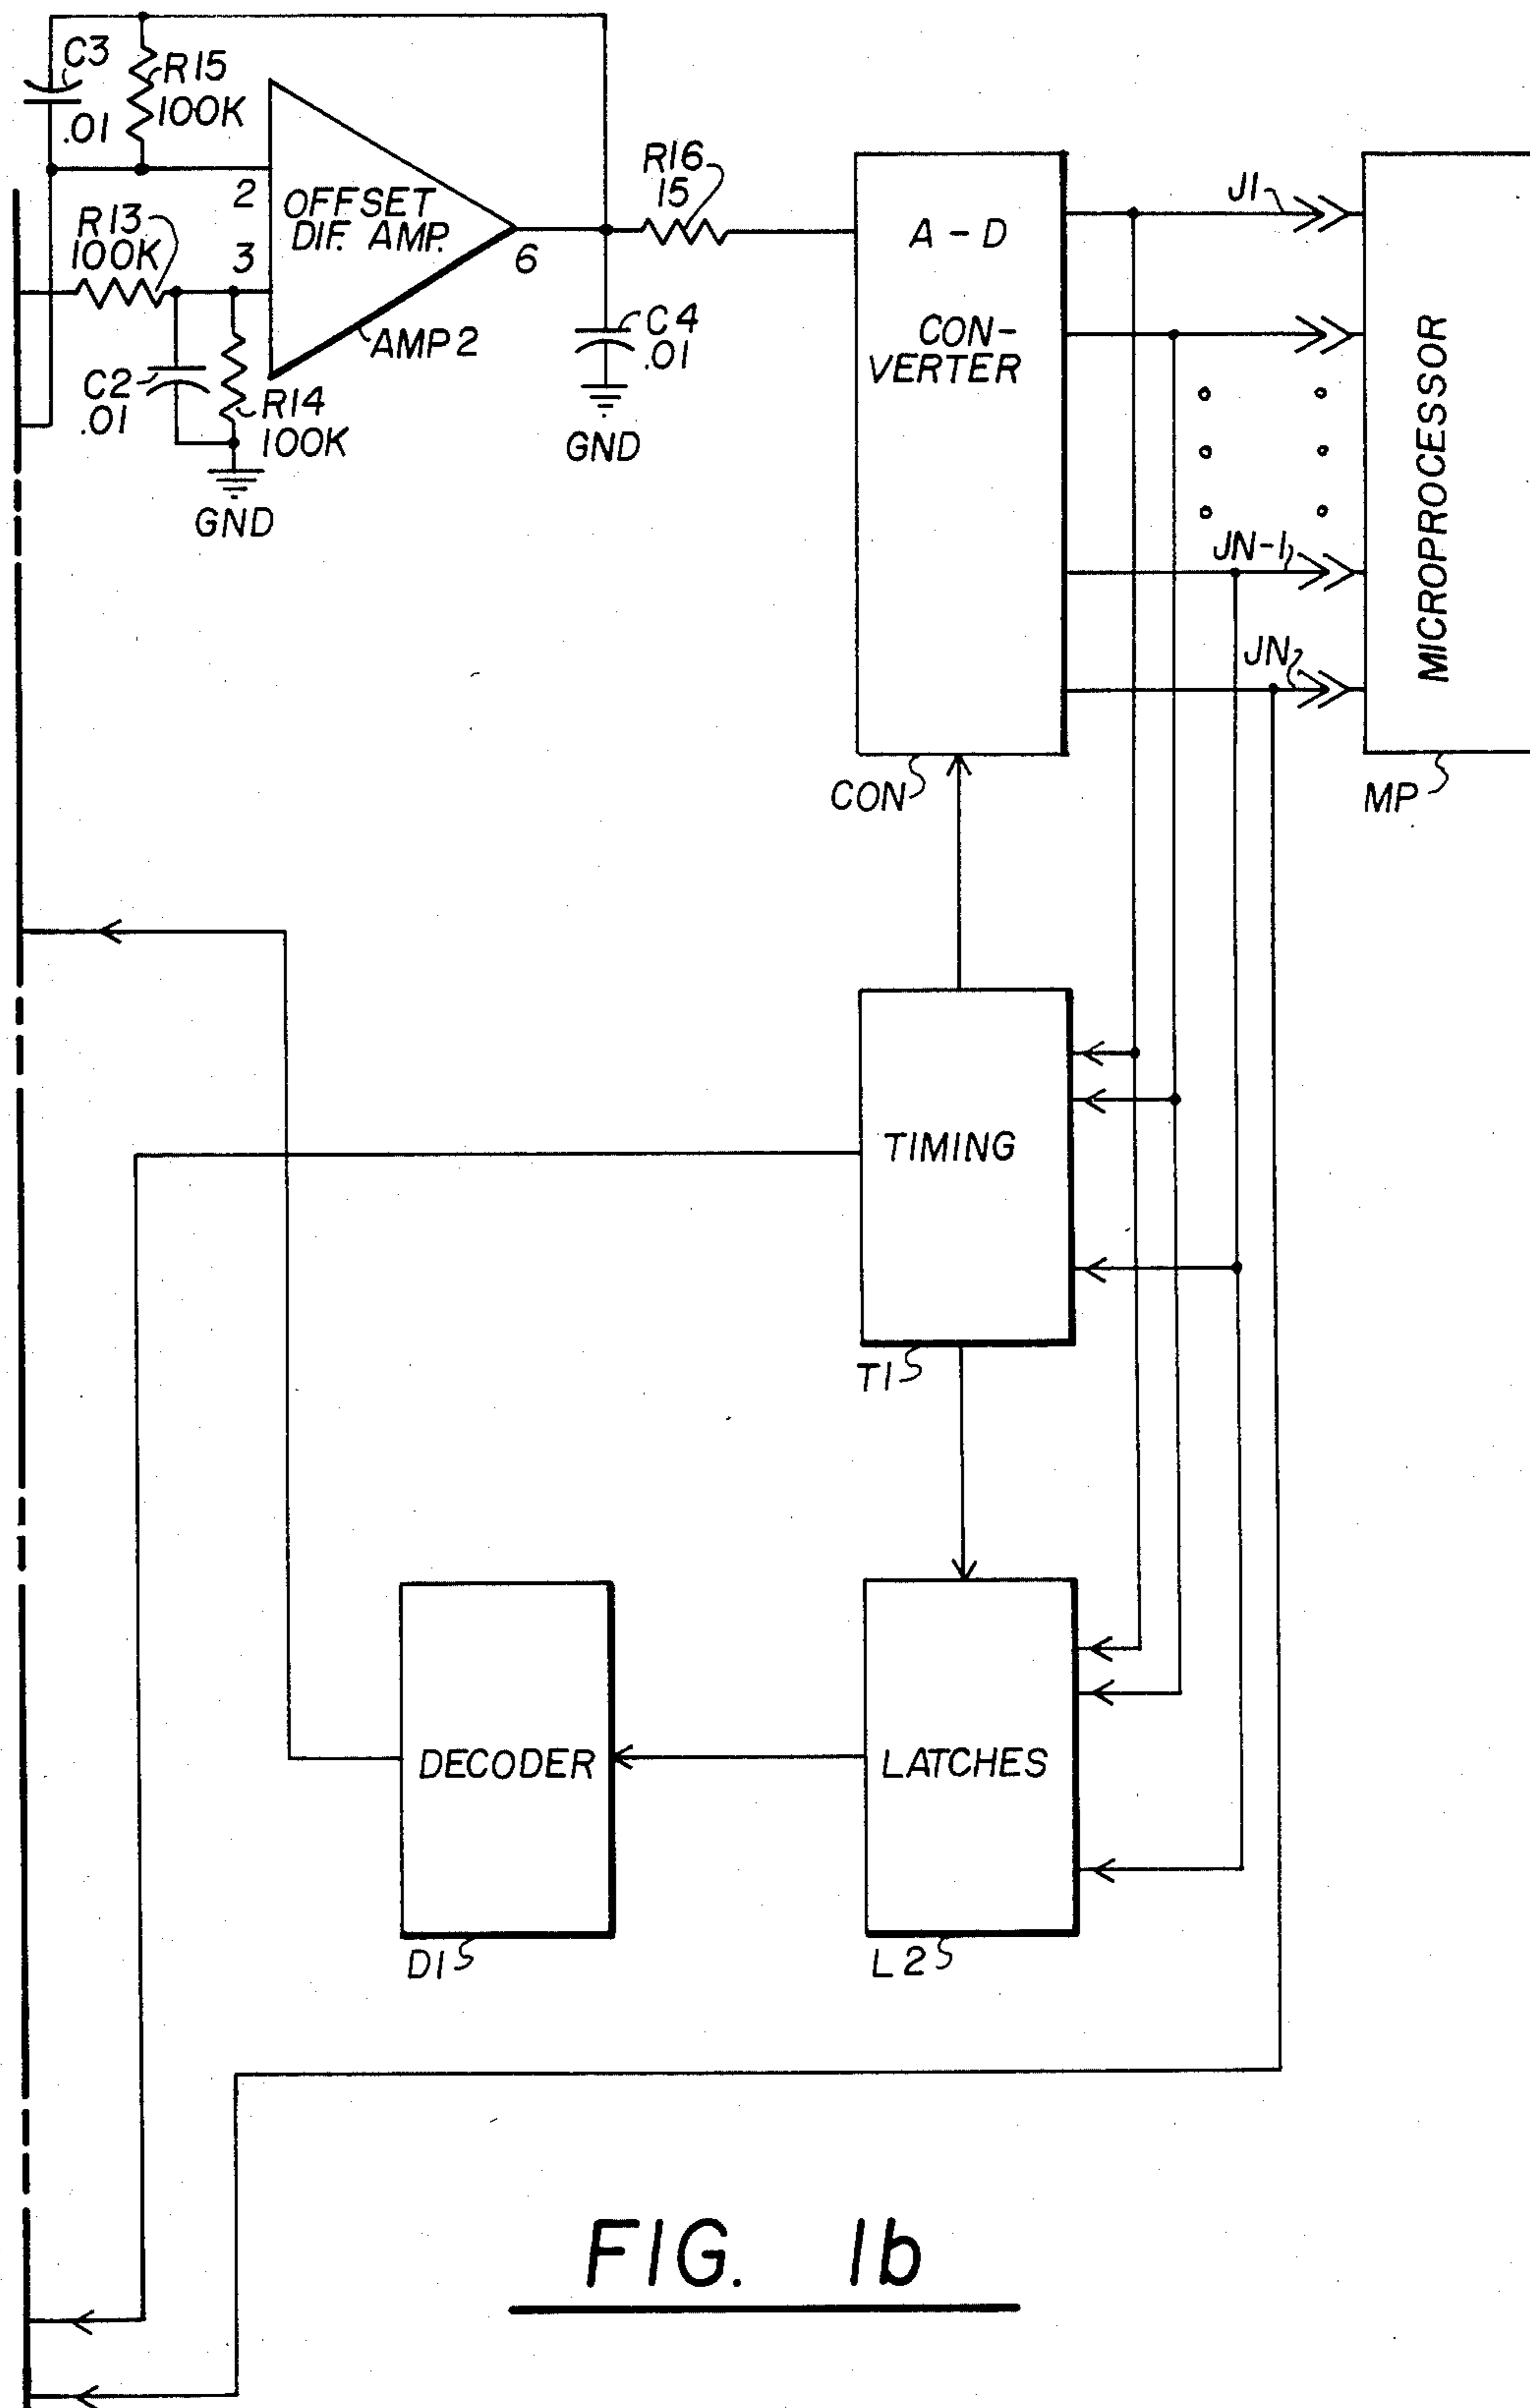 C3
.01
R15
100K
2
OFFSET
DIF. AMP.
R13
100K
3
6
AMP2
C2
.01
R14
100K
GND
R16
15
C4
.01
GND
A - D
CON-
VERTER
CON
J1
JN-1
JN
MICROPROCESSOR
MP
TIMING
T1
DECODER
D1
LATCHES
L2
FIG. 1b